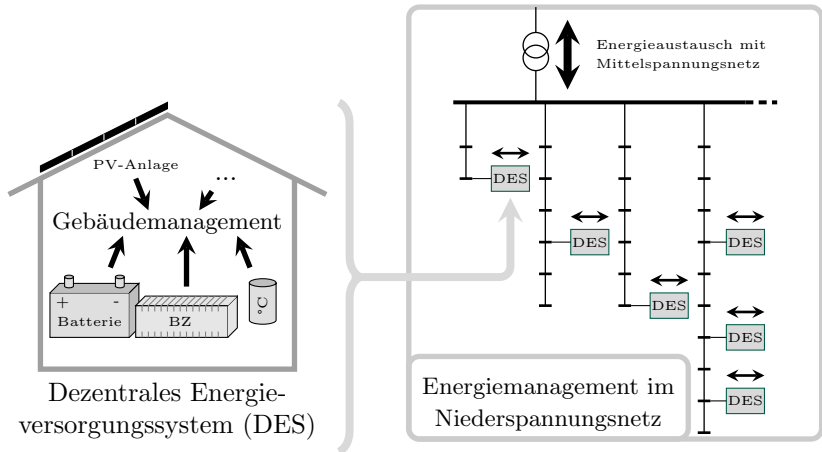 PV-Anlage
...
Gebäudemanagement
+ -
Batterie
BZ
°C
Dezentrales Energie-
versorgungssystem (DES)
Energieaustausch mit
Mittelspannungsnetz
DES
DES
DES
DES
DES
DES
Energiemanagement im
Niederspannungsnetz